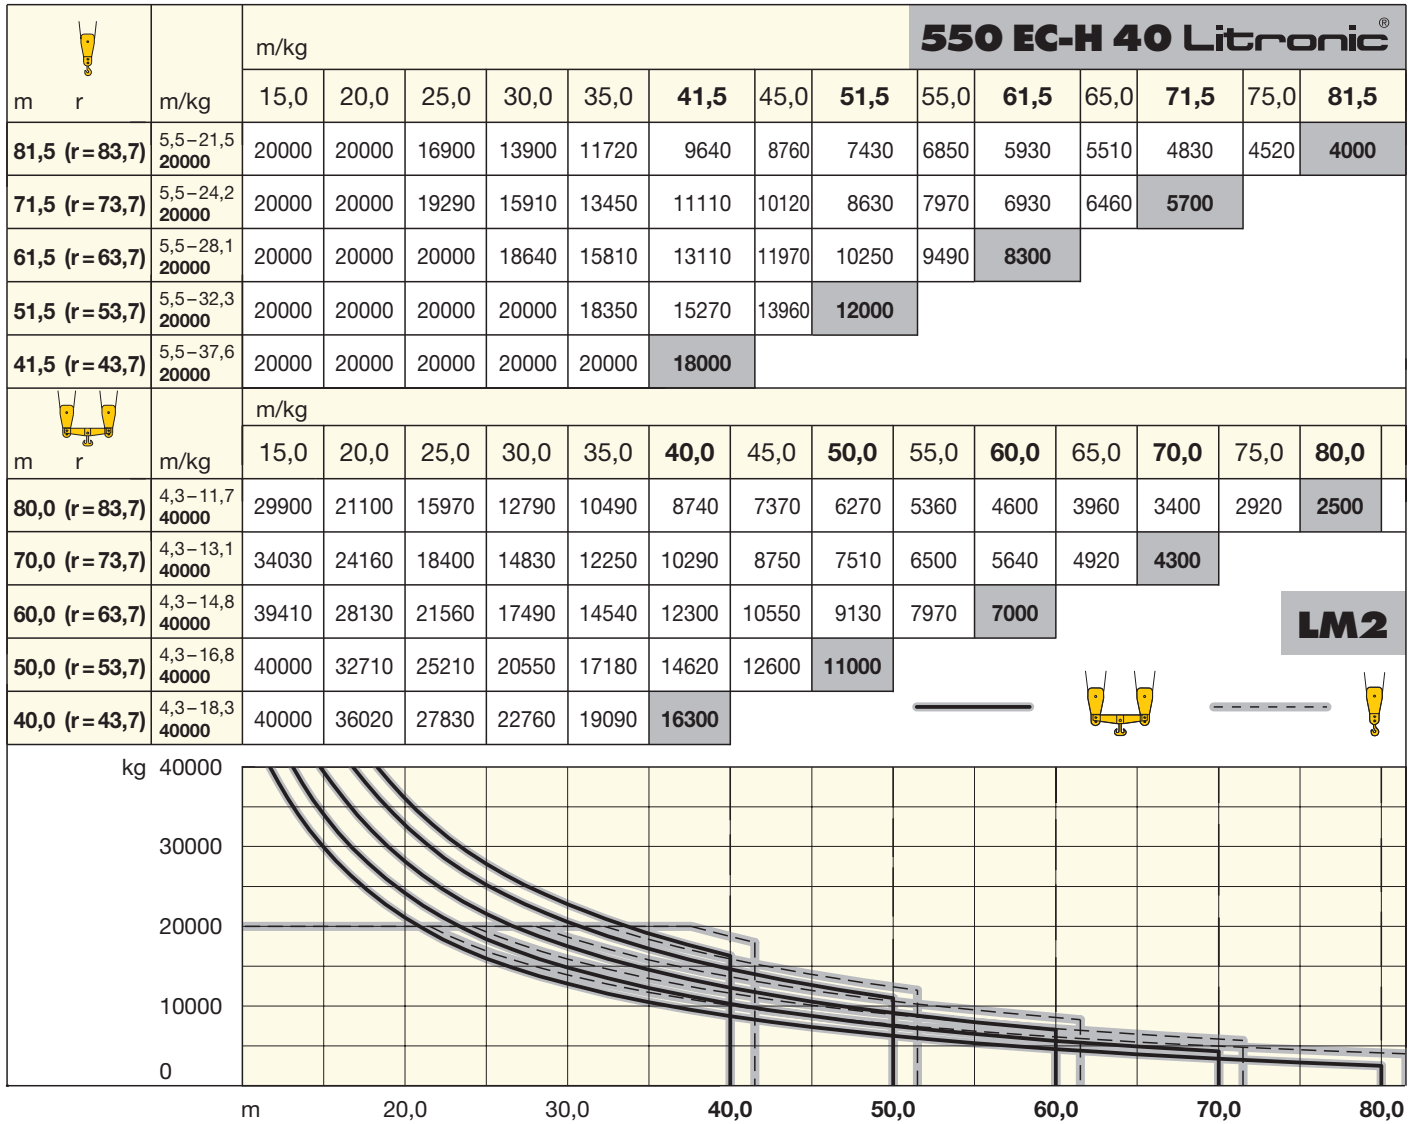 m/kg
550 EC-H 40 Litronic®
m r m/kg 15,0 20,0 25,0 30,0 35,0 41,5 45,0 51,5 55,0 61,5 65,0 71,5 75,0 81,5
81,5 (r = 83,7) 5,5–21,5 20000 20000 20000 16900 13900 11720 9640 8760 7430 6850 5930 5510 4830 4520 4000
71,5 (r = 73,7) 5,5–24,2 20000 20000 20000 19290 15910 13450 11110 10120 8630 7970 6930 6460 5700
61,5 (r = 63,7) 5,5–28,1 20000 20000 20000 20000 18640 15810 13110 11970 10250 9490 8300
51,5 (r = 53,7) 5,5–32,3 20000 20000 20000 20000 20000 18350 15270 13960 12000
41,5 (r = 43,7) 5,5–37,6 20000 20000 20000 20000 20000 20000 18000
m/kg
m r m/kg 15,0 20,0 25,0 30,0 35,0 40,0 45,0 50,0 55,0 60,0 65,0 70,0 75,0 80,0
80,0 (r = 83,7) 4,3–11,7 40000 29900 21100 15970 12790 10490 8740 7370 6270 5360 4600 3960 3400 2920 2500
70,0 (r = 73,7) 4,3–13,1 40000 34030 24160 18400 14830 12250 10290 8750 7510 6500 5640 4920 4300
60,0 (r = 63,7) 4,3–14,8 40000 39410 28130 21560 17490 14540 12300 10550 9130 7970 7000
LM2
50,0 (r = 53,7) 4,3–16,8 40000 40000 32710 25210 20550 17180 14620 12600 11000
40,0 (r = 43,7) 4,3–18,3 40000 40000 36020 27830 22760 19090 16300
kg 40000
30000
20000
10000
0
m 20,0 30,0 40,0 50,0 60,0 70,0 80,0